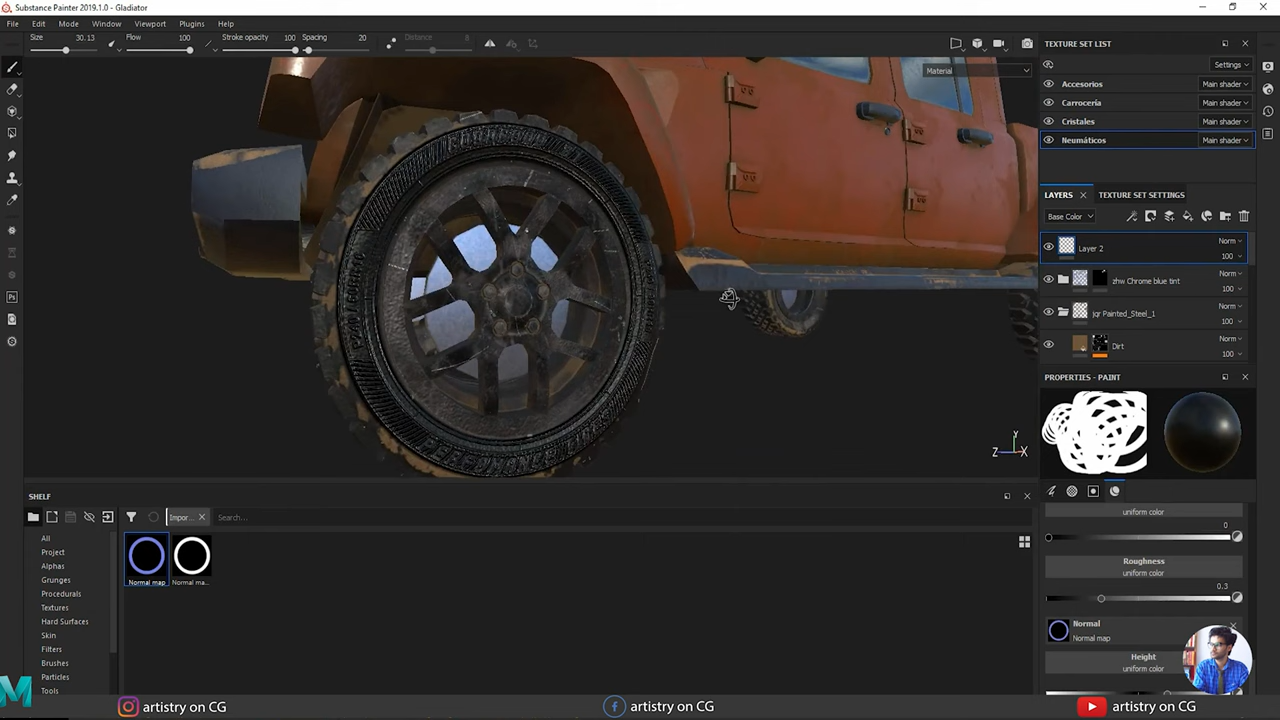 Substance Painter 2019.1.0 - Gladiator
File Edit Mode Window Viewport Plugins Help
Size 30.13 Flow 100 Stroke opacity 100 Spacing 20 Distance 8
Material
TEXTURE SET LIST
Settings
Accesorios Main shader
Carrocería Main shader
Cristales Main shader
Neumáticos Main shader
LAYERS TEXTURE SET SETTINGS
Base Color
Layer 2 Norm 100
zhw Chrome blue tint Norm 100
jqr Painted_Steel_1 Norm 100
Dirt Norm 100
PROPERTIES - PAINT
uniform color
0
Roughness
uniform color
0.3
Normal
Normal map
Height
uniform color
Y
Z X
SHELF
Impor... Search...
All
Project
Alphas
Grunges
Procedurals
Textures
Hard Surfaces
Skin
Filters
Brushes
Particles
Tools
Normal map Normal ma...
artistry on CG artistry on CG artistry on CG